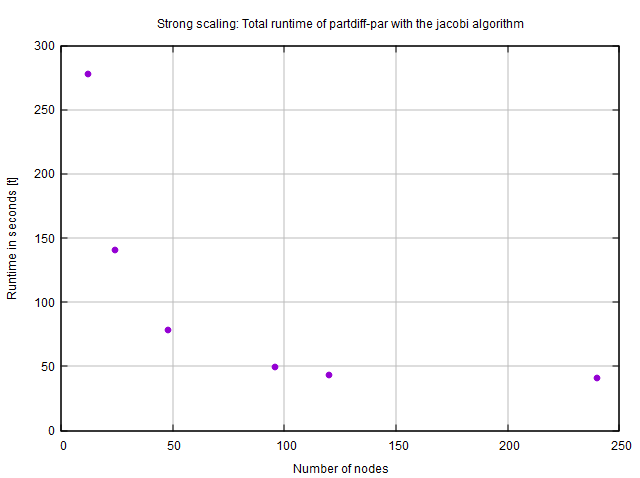 Strong scaling: Total runtime of partdiff-par with the jacobi algorithm
300
250
200
150
100
50
0
Runtime in seconds [t]
0 50 100 150 200 250
Number of nodes